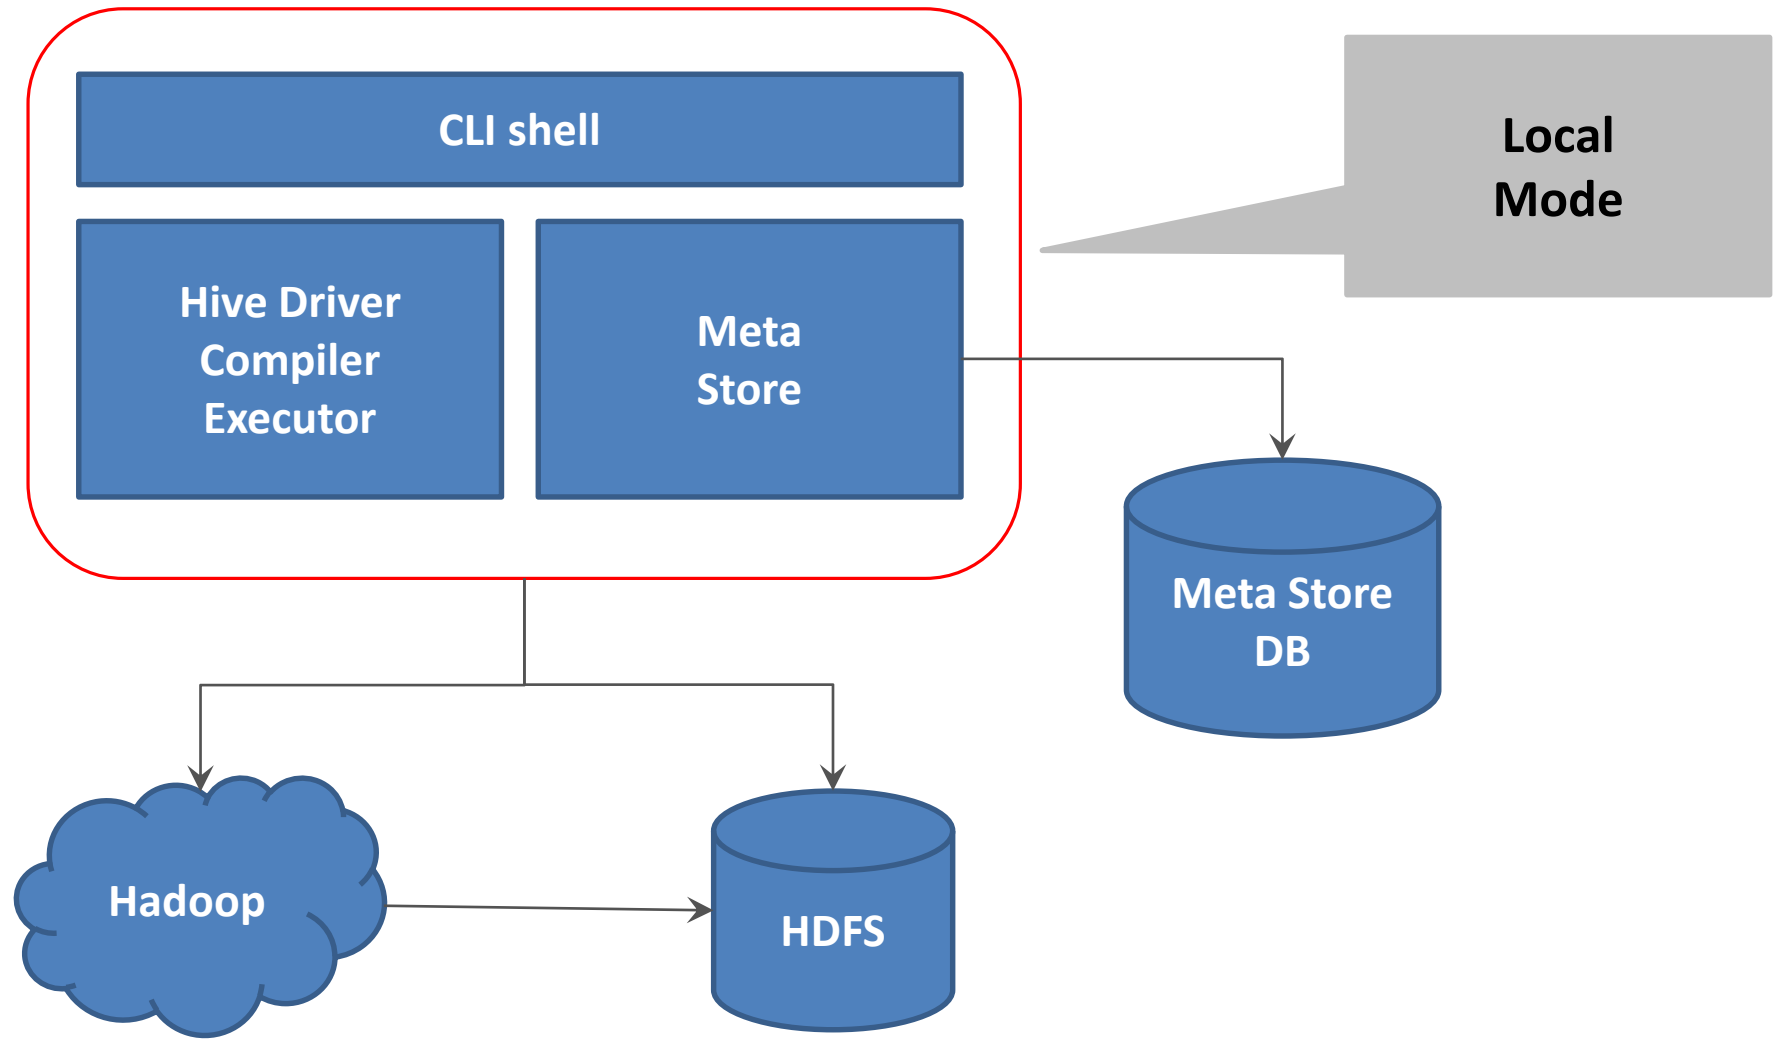 CLI shell
Hive Driver
Compiler
Executor
Meta
Store
Local
Mode
Meta Store
DB
Hadoop
HDFS